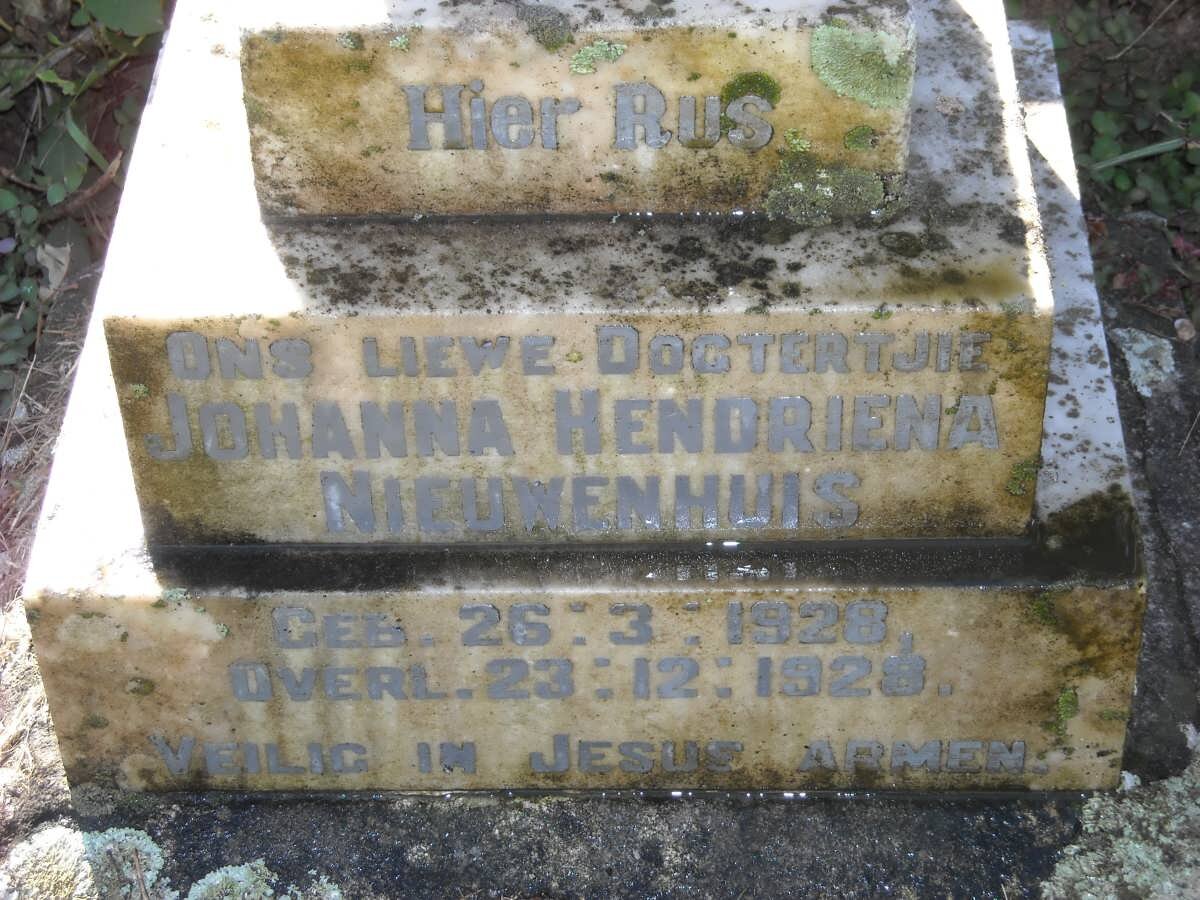 Hier Rus
ONS LIEWE DOGTERTJIE
JOHANNA HENDRIENA
NIEUWENHUIS
GEB. 26:3:1928,
OVERL. 23:12:1928.
VEILIG IN JESUS ARMEN.